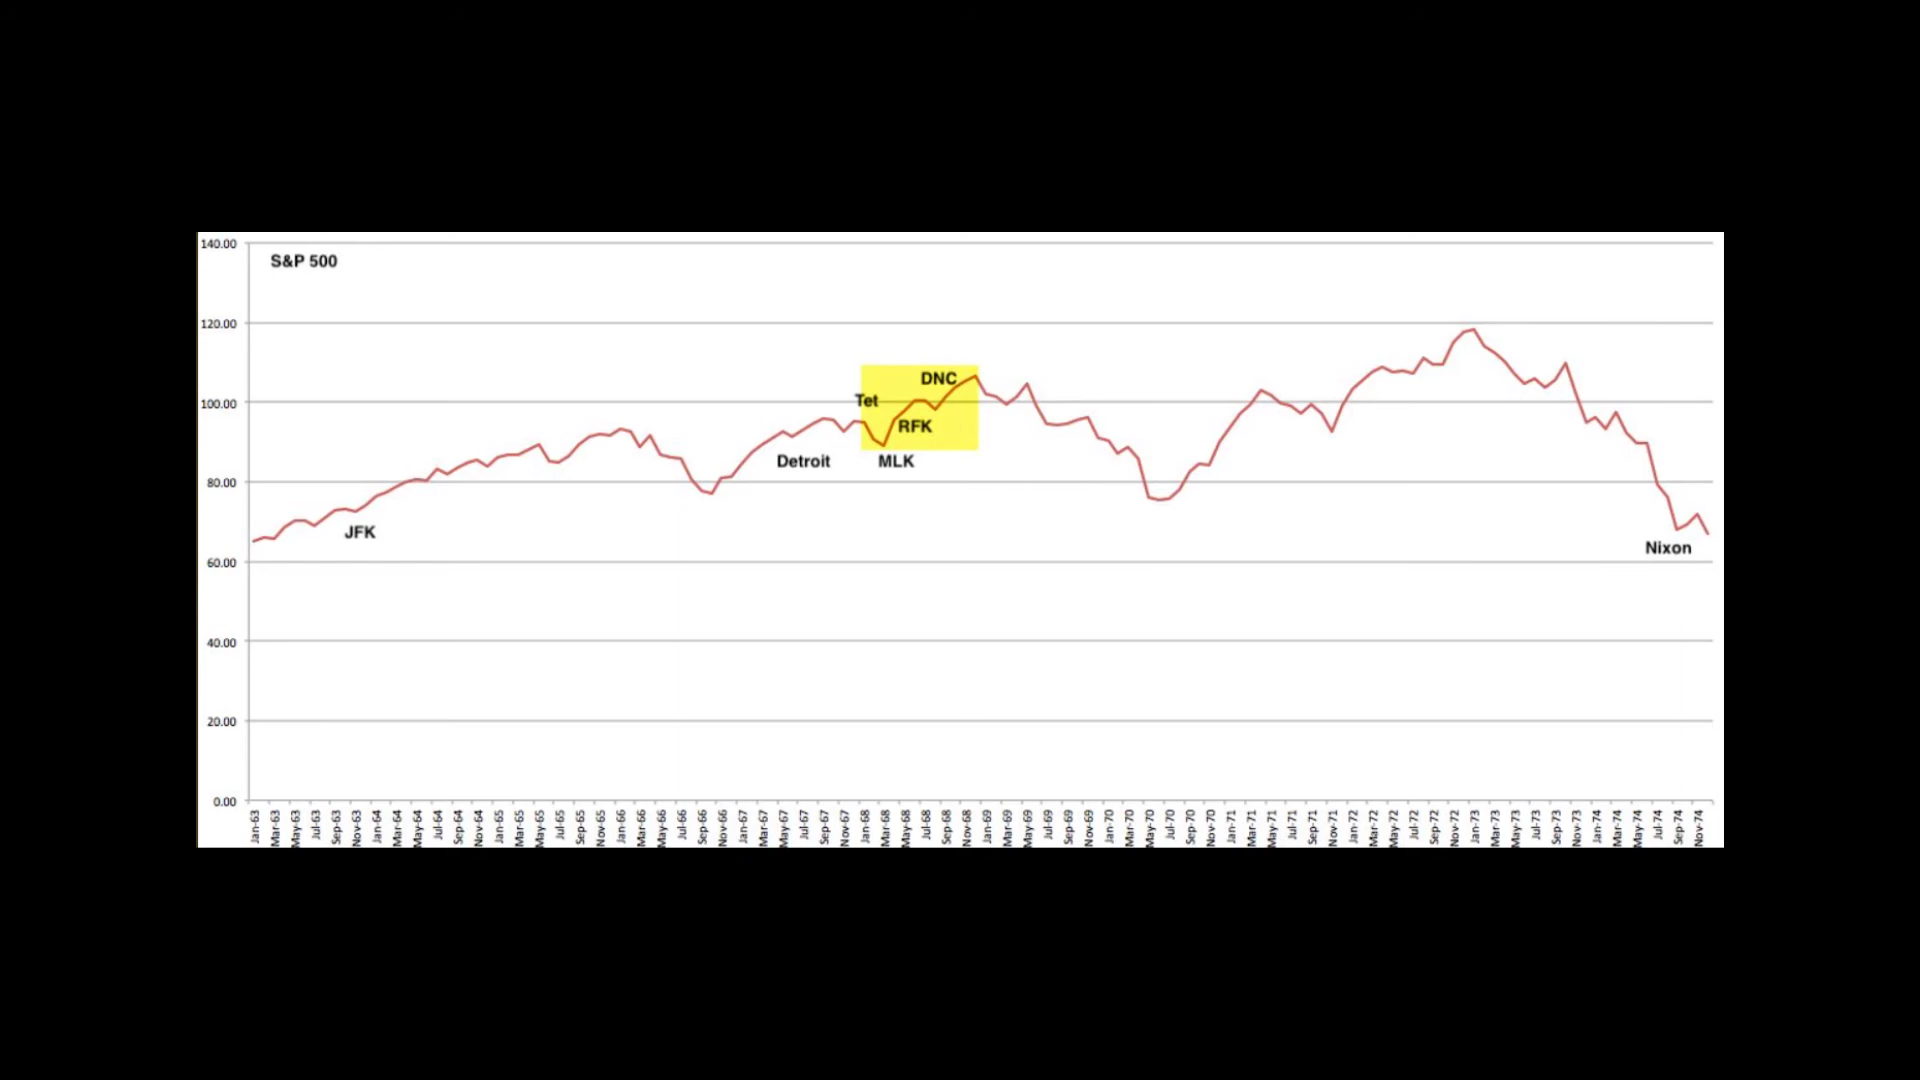 140.00
S&P 500
120.00
DNC
Tet
100.00
RFK
Detroit
MLK
80.00
JFK
Nixon
60.00
40.00
20.00
0.00
Jan-63 Mar-63 May-63 Jul-63 Sep-63 Nov-63 Jan-64 Mar-64 May-64 Jul-64 Sep-64 Nov-64 Jan-65 Mar-65 May-65 Jul-65 Sep-65 Nov-65 Jan-66 Mar-66 May-66 Jul-66 Sep-66 Nov-66 Jan-67 Mar-67 May-67 Jul-67 Sep-67 Nov-67 Jan-68 Mar-68 May-68 Jul-68 Sep-68 Nov-68 Jan-69 Mar-69 May-69 Jul-69 Sep-69 Nov-69 Jan-70 Mar-70 May-70 Jul-70 Sep-70 Nov-70 Jan-71 Mar-71 May-71 Jul-71 Sep-71 Nov-71 Jan-72 Mar-72 May-72 Jul-72 Sep-72 Nov-72 Jan-73 Mar-73 May-73 Jul-73 Sep-73 Nov-73 Jan-74 Mar-74 May-74 Jul-74 Sep-74 Nov-74